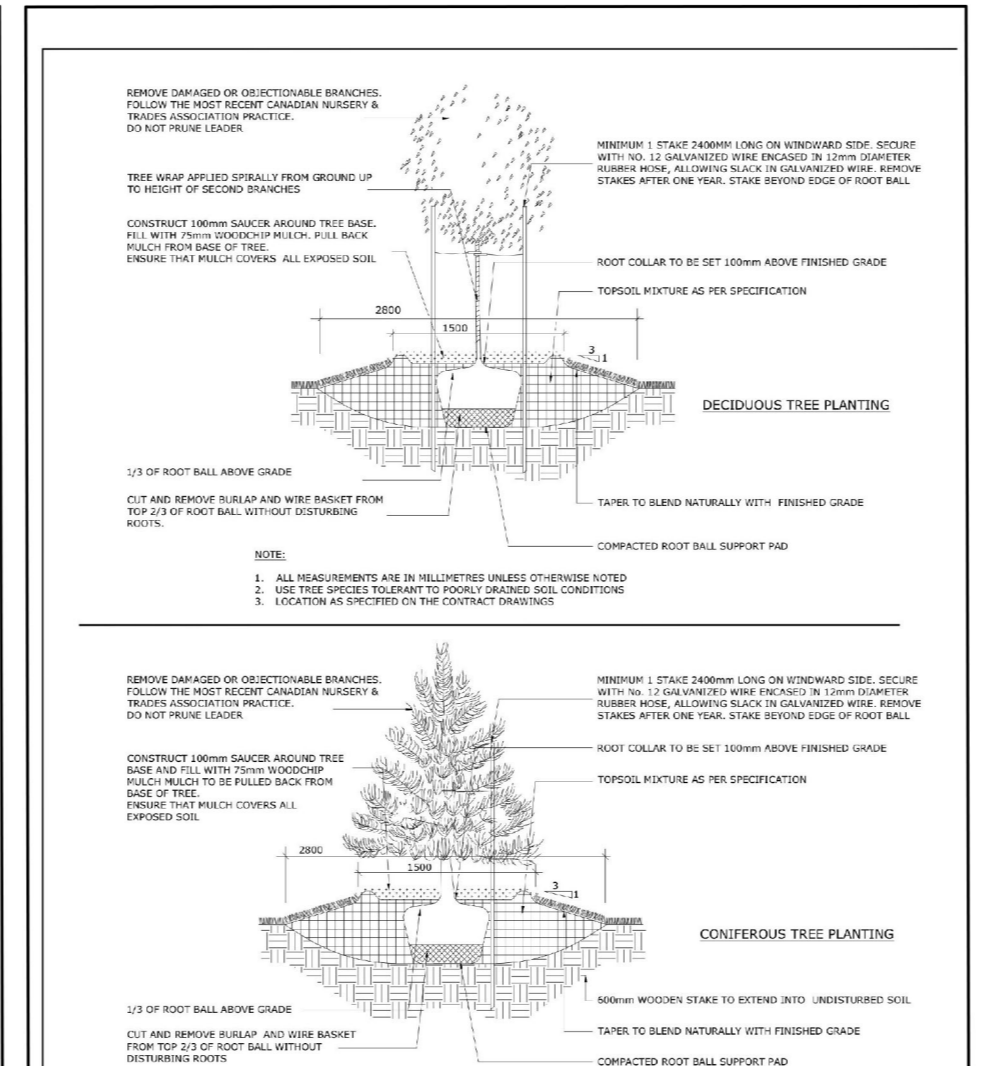 REMOVE DAMAGED OR OBJECTIONABLE BRANCHES.
FOLLOW THE MOST RECENT CANADIAN NURSERY &
TRADES ASSOCIATION PRACTICE.
DO NOT PRUNE LEADER
MINIMUM 1 STAKE 2400MM LONG ON WINDWARD SIDE. SECURE
WITH NO. 12 GALVANIZED WIRE ENCASED IN 12mm DIAMETER
RUBBER HOSE, ALLOWING SLACK IN GALVANIZED WIRE. REMOVE
STAKES AFTER ONE YEAR. STAKE BEYOND EDGE OF ROOT BALL
TREE WRAP APPLIED SPIRALLY FROM GROUND UP
TO HEIGHT OF SECOND BRANCHES
CONSTRUCT 100mm SAUCER AROUND TREE BASE.
FILL WITH 75mm WOODCHIP MULCH. PULL BACK
MULCH FROM BASE OF TREE.
ENSURE THAT MULCH COVERS ALL EXPOSED SOIL
ROOT COLLAR TO BE SET 100mm ABOVE FINISHED GRADE
TOPSOIL MIXTURE AS PER SPECIFICATION
2800
1500
3
1
DECIDUOUS TREE PLANTING
1/3 OF ROOT BALL ABOVE GRADE
CUT AND REMOVE BURLAP AND WIRE BASKET FROM
TOP 2/3 OF ROOT BALL WITHOUT DISTURBING
ROOTS.
TAPER TO BLEND NATURALLY WITH FINISHED GRADE
COMPACTED ROOT BALL SUPPORT PAD
NOTE:
1. ALL MEASUREMENTS ARE IN MILLIMETRES UNLESS OTHERWISE NOTED
2. USE TREE SPECIES TOLERANT TO POORLY DRAINED SOIL CONDITIONS
3. LOCATION AS SPECIFIED ON THE CONTRACT DRAWINGS
REMOVE DAMAGED OR OBJECTIONABLE BRANCHES.
FOLLOW THE MOST RECENT CANADIAN NURSERY &
TRADES ASSOCIATION PRACTICE.
DO NOT PRUNE LEADER
MINIMUM 1 STAKE 2400mm LONG ON WINDWARD SIDE. SECURE
WITH No. 12 GALVANIZED WIRE ENCASED IN 12mm DIAMETER
RUBBER HOSE, ALLOWING SLACK IN GALVANIZED WIRE. REMOVE
STAKES AFTER ONE YEAR. STAKE BEYOND EDGE OF ROOT BALL
ROOT COLLAR TO BE SET 100mm ABOVE FINISHED GRADE
CONSTRUCT 100mm SAUCER AROUND TREE
BASE AND FILL WITH 75mm WOODCHIP
MULCH MULCH TO BE PULLED BACK FROM
BASE OF TREE.
ENSURE THAT MULCH COVERS ALL
EXPOSED SOIL
TOPSOIL MIXTURE AS PER SPECIFICATION
2800
1500
3
1
CONIFEROUS TREE PLANTING
600mm WOODEN STAKE TO EXTEND INTO UNDISTURBED SOIL
1/3 OF ROOT BALL ABOVE GRADE
CUT AND REMOVE BURLAP AND WIRE BASKET
FROM TOP 2/3 OF ROOT BALL WITHOUT
DISTURBING ROOTS
TAPER TO BLEND NATURALLY WITH FINISHED GRADE
COMPACTED ROOT BALL SUPPORT PAD